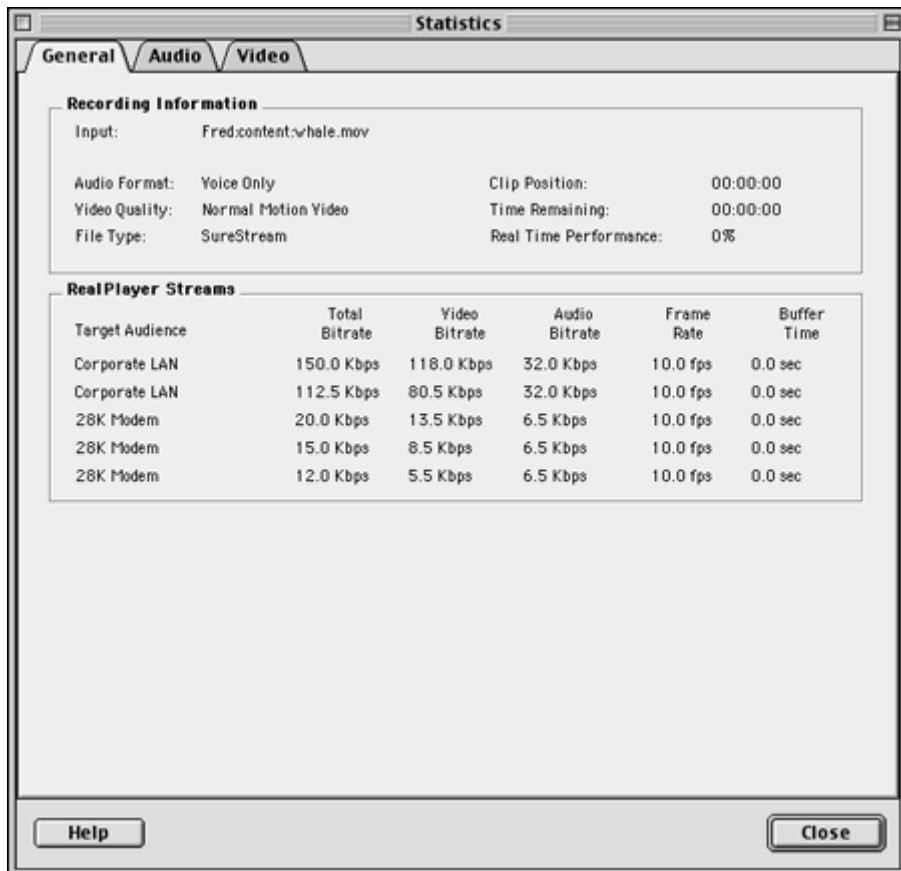 Statistics
General Audio Video
Recording Information
Input: Fred:content:whale.mov
Audio Format: Voice Only Clip Position: 00:00:00
Video Quality: Normal Motion Video Time Remaining: 00:00:00
File Type: SureStream Real Time Performance: 0%
RealPlayer Streams
Target Audience Total Bitrate Video Bitrate Audio Bitrate Frame Rate Buffer Time
Corporate LAN 150.0 Kbps 118.0 Kbps 32.0 Kbps 10.0 fps 0.0 sec
Corporate LAN 112.5 Kbps 80.5 Kbps 32.0 Kbps 10.0 fps 0.0 sec
28K Modem 20.0 Kbps 13.5 Kbps 6.5 Kbps 10.0 fps 0.0 sec
28K Modem 15.0 Kbps 8.5 Kbps 6.5 Kbps 10.0 fps 0.0 sec
28K Modem 12.0 Kbps 5.5 Kbps 6.5 Kbps 10.0 fps 0.0 sec
Help Close